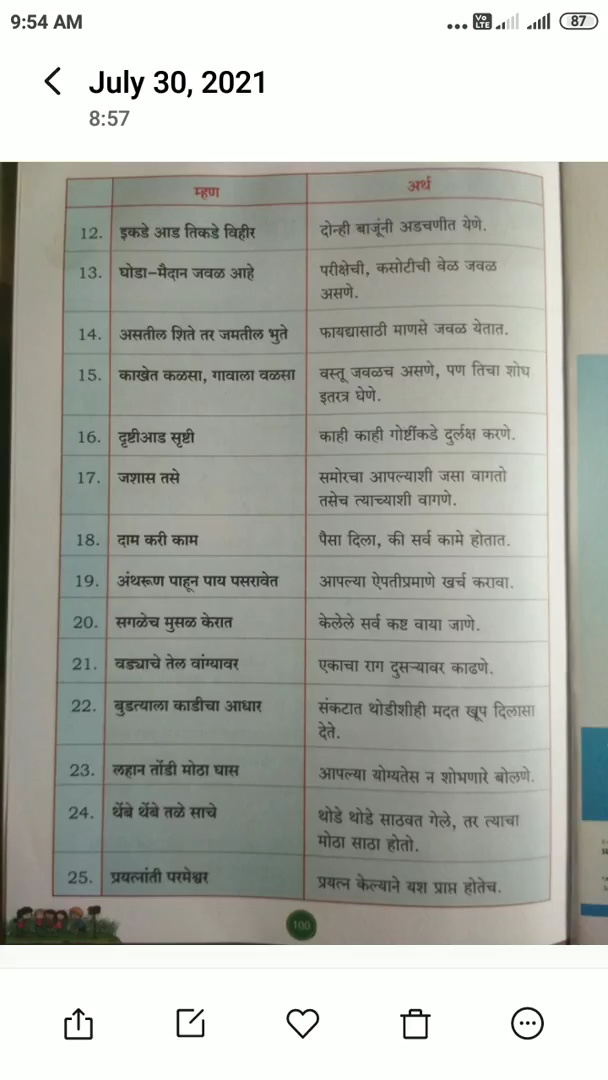 9:54 AM
Vo LTE
87
July 30, 2021
8:57
म्हण अर्थ
12. इकडे आड तिकडे विहीर दोन्ही बाजूंनी अडचणीत येणे.
13. घोडा-मैदान जवळ आहे परीक्षेची, कसोटीची वेळ जवळ
असणे.
14. असतील शिते तर जमतील भुते फायद्यासाठी माणसे जवळ येतात.
15. काखेत कळसा, गावाला वळसा वस्तू जवळच असणे, पण तिचा शोध
इतरत्र घेणे.
16. दृष्टीआड सृष्टी काही काही गोष्टींकडे दुर्लक्ष करणे.
17. जशास तसे समोरचा आपल्याशी जसा वागतो
तसेच त्याच्याशी वागणे.
18. दाम करी काम पैसा दिला, की सर्व कामे होतात.
19. अंथरूण पाहून पाय पसरावेत आपल्या ऐपतीप्रमाणे खर्च करावा.
20. सगळेच मुसळ केरात केलेले सर्व कष्ट वाया जाणे.
21. वड्याचे तेल वांग्यावर एकाचा राग दुसऱ्यावर काढणे.
22. बुडत्याला काडीचा आधार संकटात थोडीशीही मदत खूप दिलासा
देते.
23. लहान तोंडी मोठा घास आपल्या योग्यतेस न शोभणारे बोलणे.
24. थेंबे थेंबे तळे साचे थोडे थोडे साठवत गेले, तर त्याचा
मोठा साठा होतो.
25. प्रयत्नांती परमेश्वर प्रयत्न केल्याने यश प्राप्त होतेच.
100